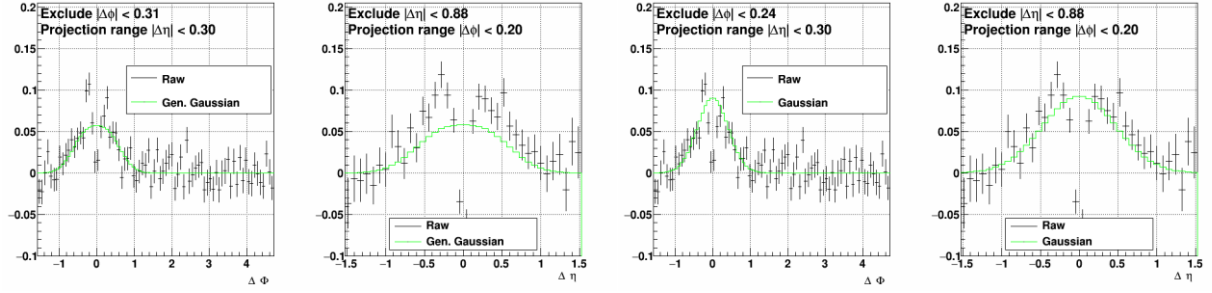 Exclude |Δϕ| < 0.31
Projection range |Δη| < 0.30
0.2
0.15
0.1
0.05
0
−0.05
−0.1
Raw
Gen. Gaussian
−1 0 1 2 3 4
Δ Φ
Exclude |Δη| < 0.88
Projection range |Δϕ| < 0.20
0.2
0.15
0.1
0.05
0
−0.05
−0.1
Raw
Gen. Gaussian
−1.5 −1 −0.5 0 0.5 1 1.5
Δ η
Exclude |Δϕ| < 0.24
Projection range |Δη| < 0.30
0.2
0.15
0.1
0.05
0
−0.05
−0.1
Raw
Gaussian
−1 0 1 2 3 4
Δ Φ
Exclude |Δη| < 0.88
Projection range |Δϕ| < 0.20
0.2
0.15
0.1
0.05
0
−0.05
−0.1
Raw
Gaussian
−1.5 −1 −0.5 0 0.5 1 1.5
Δ η